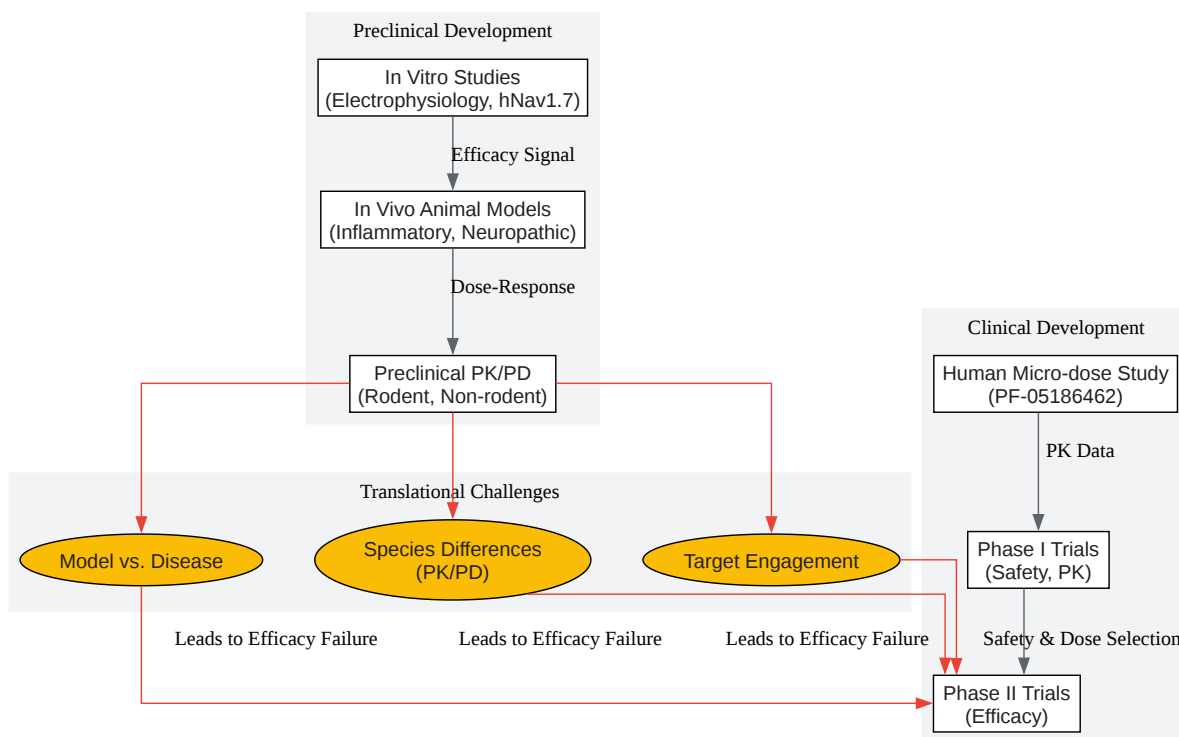 Preclinical Development
In Vitro Studies
(Electrophysiology, hNav1.7)
Efficacy Signal
In Vivo Animal Models
(Inflammatory, Neuropathic)
Dose-Response
Preclinical PK/PD
(Rodent, Non-rodent)
Clinical Development
Human Micro-dose Study
(PF-05186462)
PK Data
Translational Challenges
Model vs. Disease
Species Differences
(PK/PD)
Target Engagement
Phase I Trials
(Safety, PK)
Leads to Efficacy Failure
Leads to Efficacy Failure
Leads to Efficacy Failure
Safety & Dose Selection
Phase II Trials
(Efficacy)